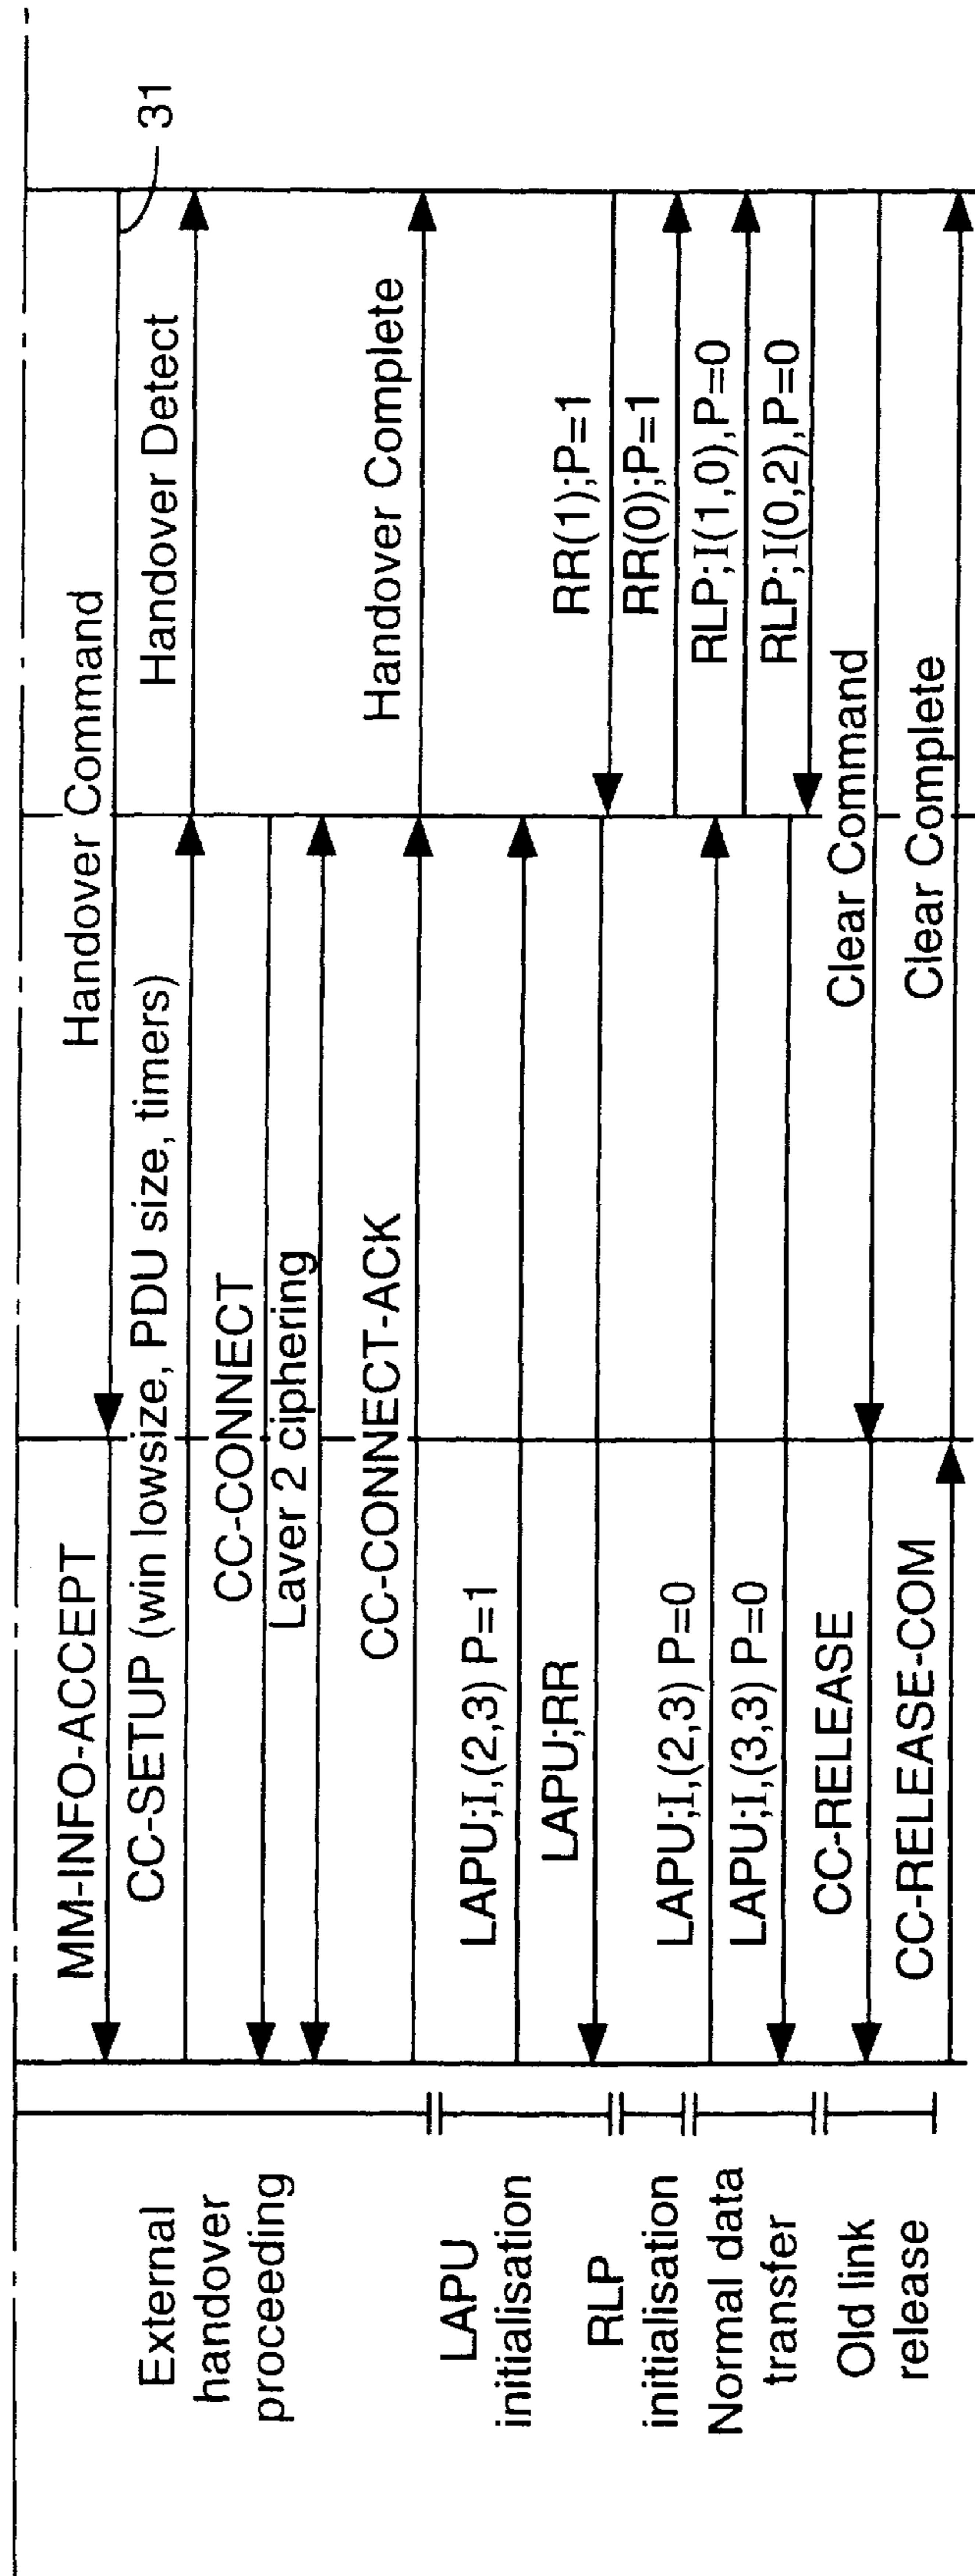 Handover Command
31
MM-INFO-ACCEPT
CC-SETUP (win lowsize, PDU size, timers)
Handover Detect
External
handover
proceeding
CC-CONNECT
Laver 2 ciphering
CC-CONNECT-ACK
Handover Complete
LAPU
initialisation
LAPU;I,(2,3) P=1
LAPU;RR
RLP
initialisation
RR(1);P=1
RR(0);P=1
Normal data
transfer
LAPU;I,(2,3) P=0
RLP;I(1,0),P=0
LAPU;I,(3,3) P=0
RLP;I(0,2),P=0
Old link
release
CC-RELEASE
Clear Command
CC-RELEASE-COM
Clear Complete